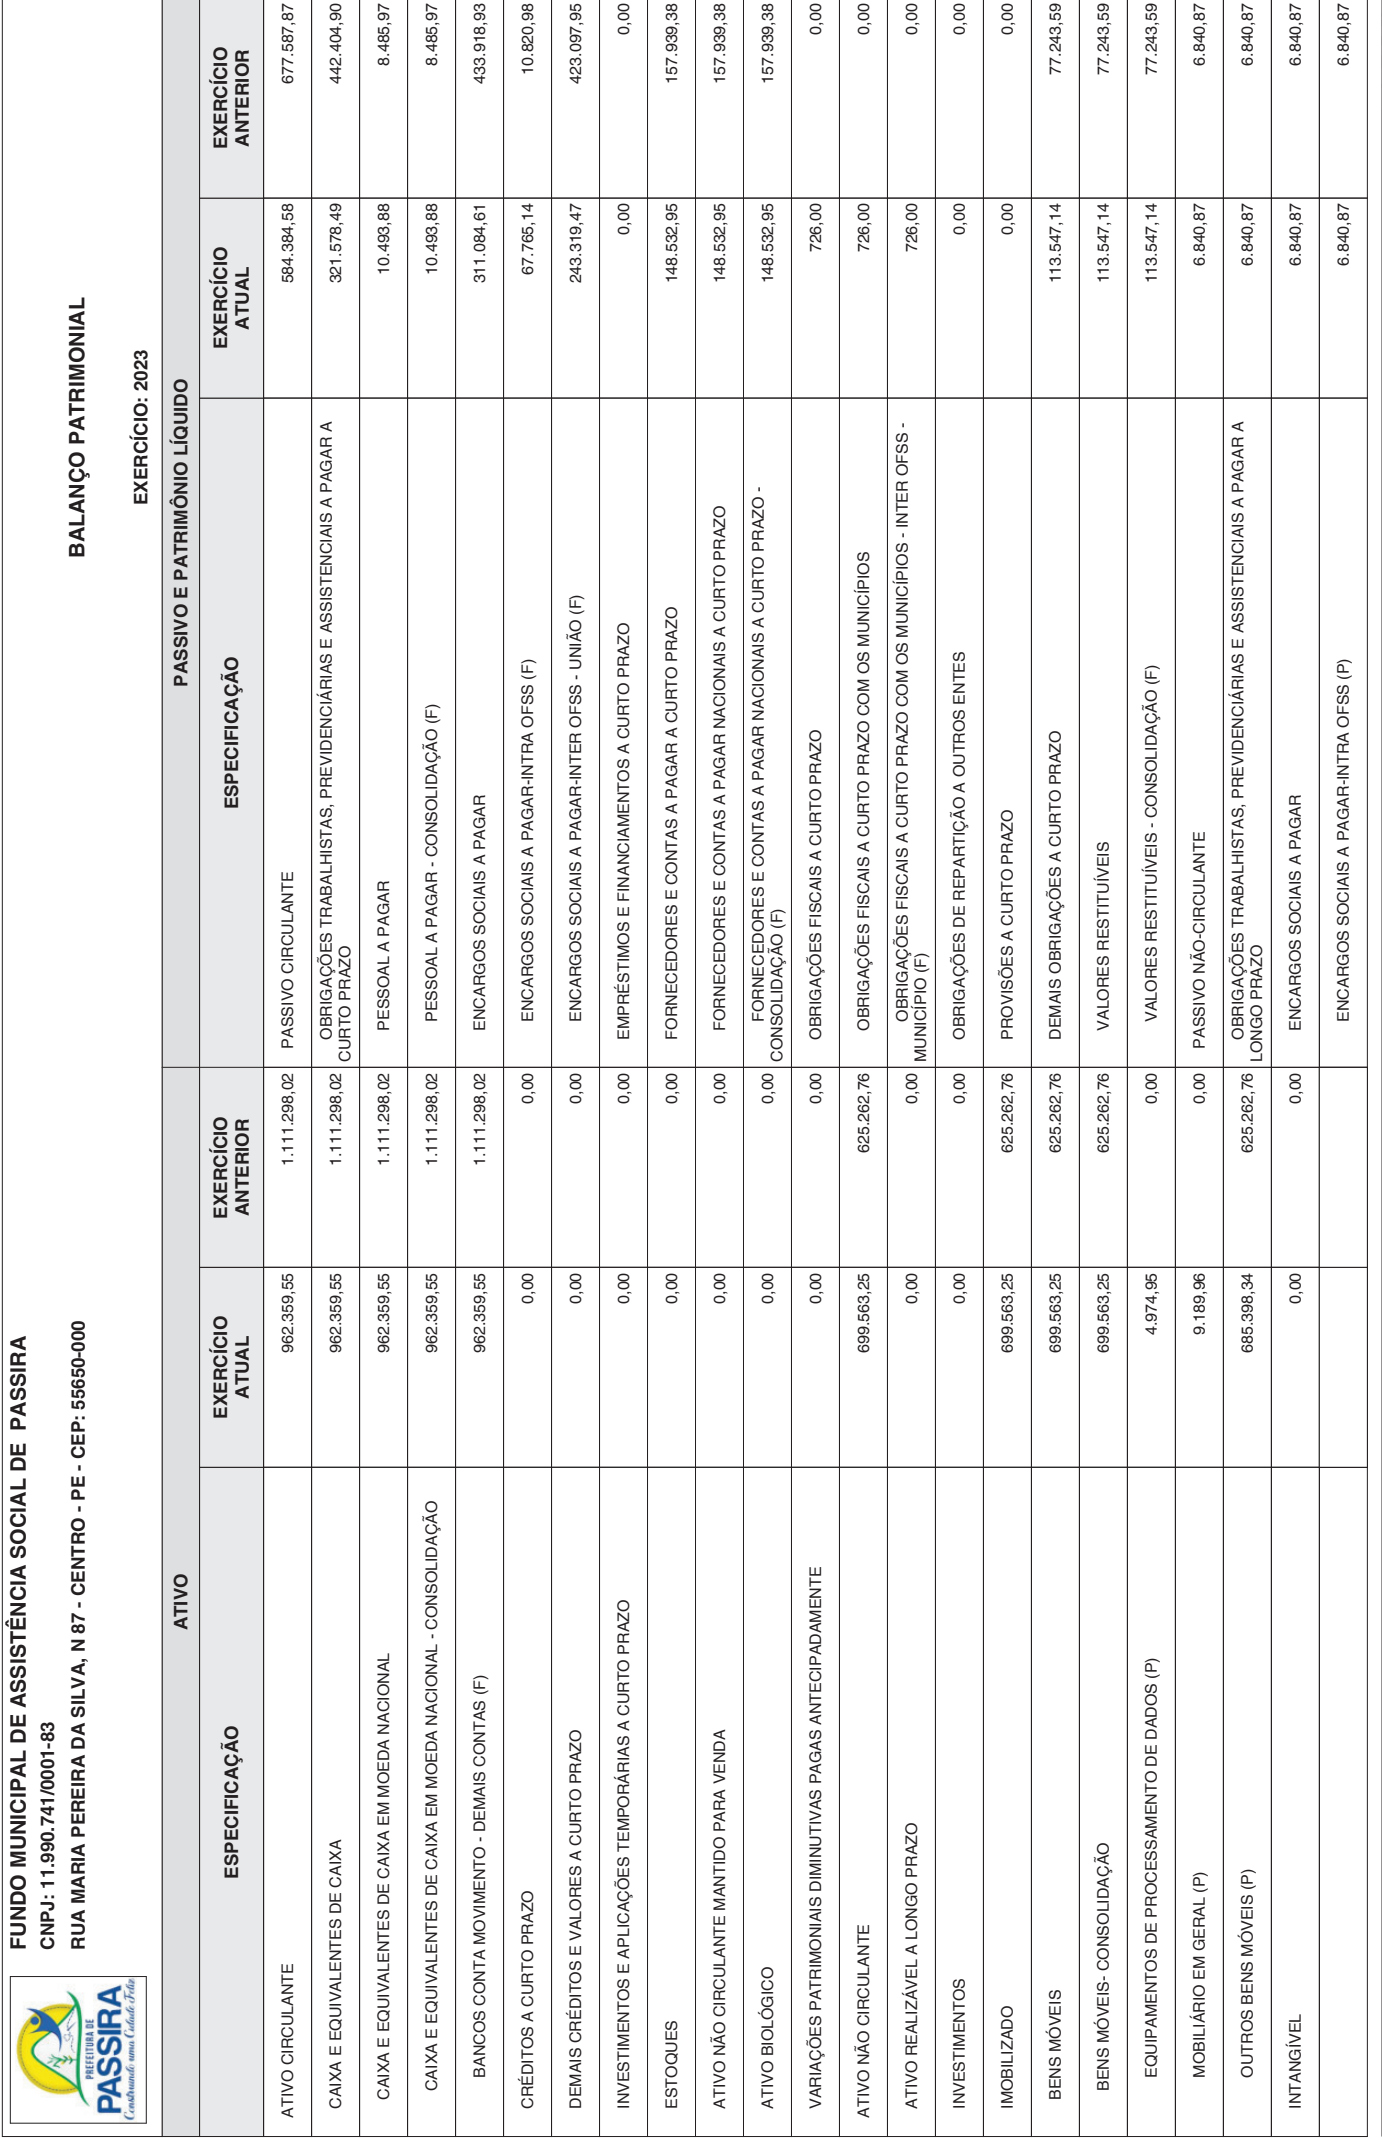 PREFEITURA DE
PASSIRA
Construindo uma Cidade Feliz
FUNDO MUNICIPAL DE ASSISTÊNCIA SOCIAL DE PASSIRA
CNPJ: 11.990.741/0001-83
RUA MARIA PEREIRA DA SILVA, N 87 - CENTRO - PE - CEP: 55650-000
BALANÇO PATRIMONIAL
EXERCÍCIO: 2023
ATIVO PASSIVO E PATRIMÔNIO LÍQUIDO
ESPECIFICAÇÃO EXERCÍCIO ATUAL EXERCÍCIO ANTERIOR ESPECIFICAÇÃO EXERCÍCIO ATUAL EXERCÍCIO ANTERIOR
ATIVO CIRCULANTE 962.359,55 1.111.298,02 PASSIVO CIRCULANTE 584.384,58 677.587,87
CAIXA E EQUIVALENTES DE CAIXA 962.359,55 1.111.298,02 OBRIGAÇÕES TRABALHISTAS, PREVIDENCIÁRIAS E ASSISTENCIAIS A PAGAR A CURTO PRAZO 321.578,49 442.404,90
CAIXA E EQUIVALENTES DE CAIXA EM MOEDA NACIONAL 962.359,55 1.111.298,02 PESSOAL A PAGAR 10.493,88 8.485,97
CAIXA E EQUIVALENTES DE CAIXA EM MOEDA NACIONAL - CONSOLIDAÇÃO 962.359,55 1.111.298,02 PESSOAL A PAGAR - CONSOLIDAÇÃO (F) 10.493,88 8.485,97
BANCOS CONTA MOVIMENTO - DEMAIS CONTAS (F) 962.359,55 1.111.298,02 ENCARGOS SOCIAIS A PAGAR 311.084,61 433.918,93
CRÉDITOS A CURTO PRAZO 0,00 0,00 ENCARGOS SOCIAIS A PAGAR-INTRA OFSS (F) 67.765,14 10.820,98
DEMAIS CRÉDITOS E VALORES A CURTO PRAZO 0,00 0,00 ENCARGOS SOCIAIS A PAGAR-INTER OFSS - UNIÃO (F) 243.319,47 423.097,95
INVESTIMENTOS E APLICAÇÕES TEMPORÁRIAS A CURTO PRAZO 0,00 0,00 EMPRÉSTIMOS E FINANCIAMENTOS A CURTO PRAZO 0,00 0,00
ESTOQUES 0,00 0,00 FORNECEDORES E CONTAS A PAGAR A CURTO PRAZO 148.532,95 157.939,38
ATIVO NÃO CIRCULANTE MANTIDO PARA VENDA 0,00 0,00 FORNECEDORES E CONTAS A PAGAR NACIONAIS A CURTO PRAZO 148.532,95 157.939,38
ATIVO BIOLÓGICO 0,00 0,00 FORNECEDORES E CONTAS A PAGAR NACIONAIS A CURTO PRAZO - CONSOLIDAÇÃO (F) 148.532,95 157.939,38
VARIAÇÕES PATRIMONIAIS DIMINUTIVAS PAGAS ANTECIPADAMENTE 0,00 0,00 OBRIGAÇÕES FISCAIS A CURTO PRAZO 726,00 0,00
ATIVO NÃO CIRCULANTE 699.563,25 625.262,76 OBRIGAÇÕES FISCAIS A CURTO PRAZO COM OS MUNICÍPIOS 726,00 0,00
ATIVO REALIZÁVEL A LONGO PRAZO 0,00 0,00 OBRIGAÇÕES FISCAIS A CURTO PRAZO COM OS MUNICÍPIOS - INTER OFSS - MUNICÍPIO (F) 726,00 0,00
INVESTIMENTOS 0,00 0,00 OBRIGAÇÕES DE REPARTIÇÃO A OUTROS ENTES 0,00 0,00
IMOBILIZADO 699.563,25 625.262,76 PROVISÕES A CURTO PRAZO 0,00 0,00
BENS MÓVEIS 699.563,25 625.262,76 DEMAIS OBRIGAÇÕES A CURTO PRAZO 113.547,14 77.243,59
BENS MÓVEIS- CONSOLIDAÇÃO 699.563,25 625.262,76 VALORES RESTITUÍVEIS 113.547,14 77.243,59
EQUIPAMENTOS DE PROCESSAMENTO DE DADOS (P) 4.974,95 0,00 VALORES RESTITUÍVEIS - CONSOLIDAÇÃO (F) 113.547,14 77.243,59
MOBILIÁRIO EM GERAL (P) 9.189,96 0,00 PASSIVO NÃO-CIRCULANTE 6.840,87 6.840,87
OUTROS BENS MÓVEIS (P) 685.398,34 625.262,76 OBRIGAÇÕES TRABALHISTAS, PREVIDENCIÁRIAS E ASSISTENCIAIS A PAGAR A LONGO PRAZO 6.840,87 6.840,87
INTANGÍVEL 0,00 0,00 ENCARGOS SOCIAIS A PAGAR 6.840,87 6.840,87
ENCARGOS SOCIAIS A PAGAR-INTRA OFSS (P) 6.840,87 6.840,87